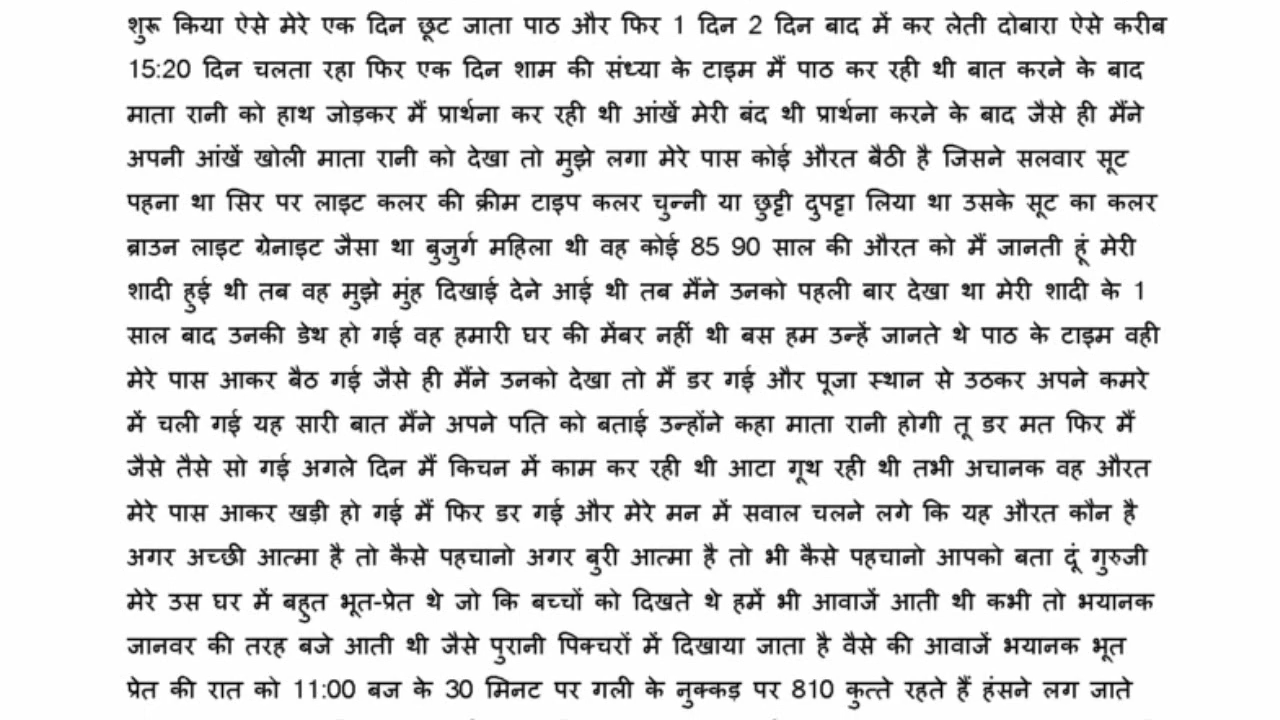 शुरू किया ऐसे मेरे एक दिन छूट जाता पाठ और फिर 1 दिन 2 दिन बाद में कर लेती दोबारा ऐसे करीब
15:20 दिन चलता रहा फिर एक दिन शाम की संध्या के टाइम मैं पाठ कर रही थी बात करने के बाद
माता रानी को हाथ जोड़कर मैं प्रार्थना कर रही थी आंखें मेरी बंद थी प्रार्थना करने के बाद जैसे ही मैंने
अपनी आंखें खोली माता रानी को देखा तो मुझे लगा मेरे पास कोई औरत बैठी है जिसने सलवार सूट
पहना था सिर पर लाइट कलर की क्रीम टाइप कलर चुन्नी या छुट्टी दुपट्टा लिया था उसके सूट का कलर
ब्राउन लाइट ग्रेनाइट जैसा था बुजुर्ग महिला थी वह कोई 85 90 साल की औरत को मैं जानती हूं मेरी
शादी हुई थी तब वह मुझे मुंह दिखाई देने आई थी तब मैंने उनको पहली बार देखा था मेरी शादी के 1
साल बाद उनकी डेथ हो गई वह हमारी घर की मेंबर नहीं थी बस हम उन्हें जानते थे पाठ के टाइम वही
मेरे पास आकर बैठ गई जैसे ही मैंने उनको देखा तो मैं डर गई और पूजा स्थान से उठकर अपने कमरे
में चली गई यह सारी बात मैंने अपने पति को बताई उन्होंने कहा माता रानी होगी तू डर मत फिर मैं
जैसे तैसे सो गई अगले दिन मैं किचन में काम कर रही थी आटा गूथ रही थी तभी अचानक वह औरत
मेरे पास आकर खड़ी हो गई मैं फिर डर गई और मेरे मन में सवाल चलने लगे कि यह औरत कौन है
अगर अच्छी आत्मा है तो कैसे पहचानो अगर बुरी आत्मा है तो भी कैसे पहचानो आपको बता दूं गुरुजी
मेरे उस घर में बहुत भूत-प्रेत थे जो कि बच्चों को दिखते थे हमें भी आवाजें आती थी कभी तो भयानक
जानवर की तरह बजे आती थी जैसे पुरानी पिक्चरों में दिखाया जाता है वैसे की आवाजें भयानक भूत
प्रेत की रात को 11:00 बज के 30 मिनट पर गली के नुक्कड़ पर 810 कुत्ते रहते हैं हंसने लग जाते